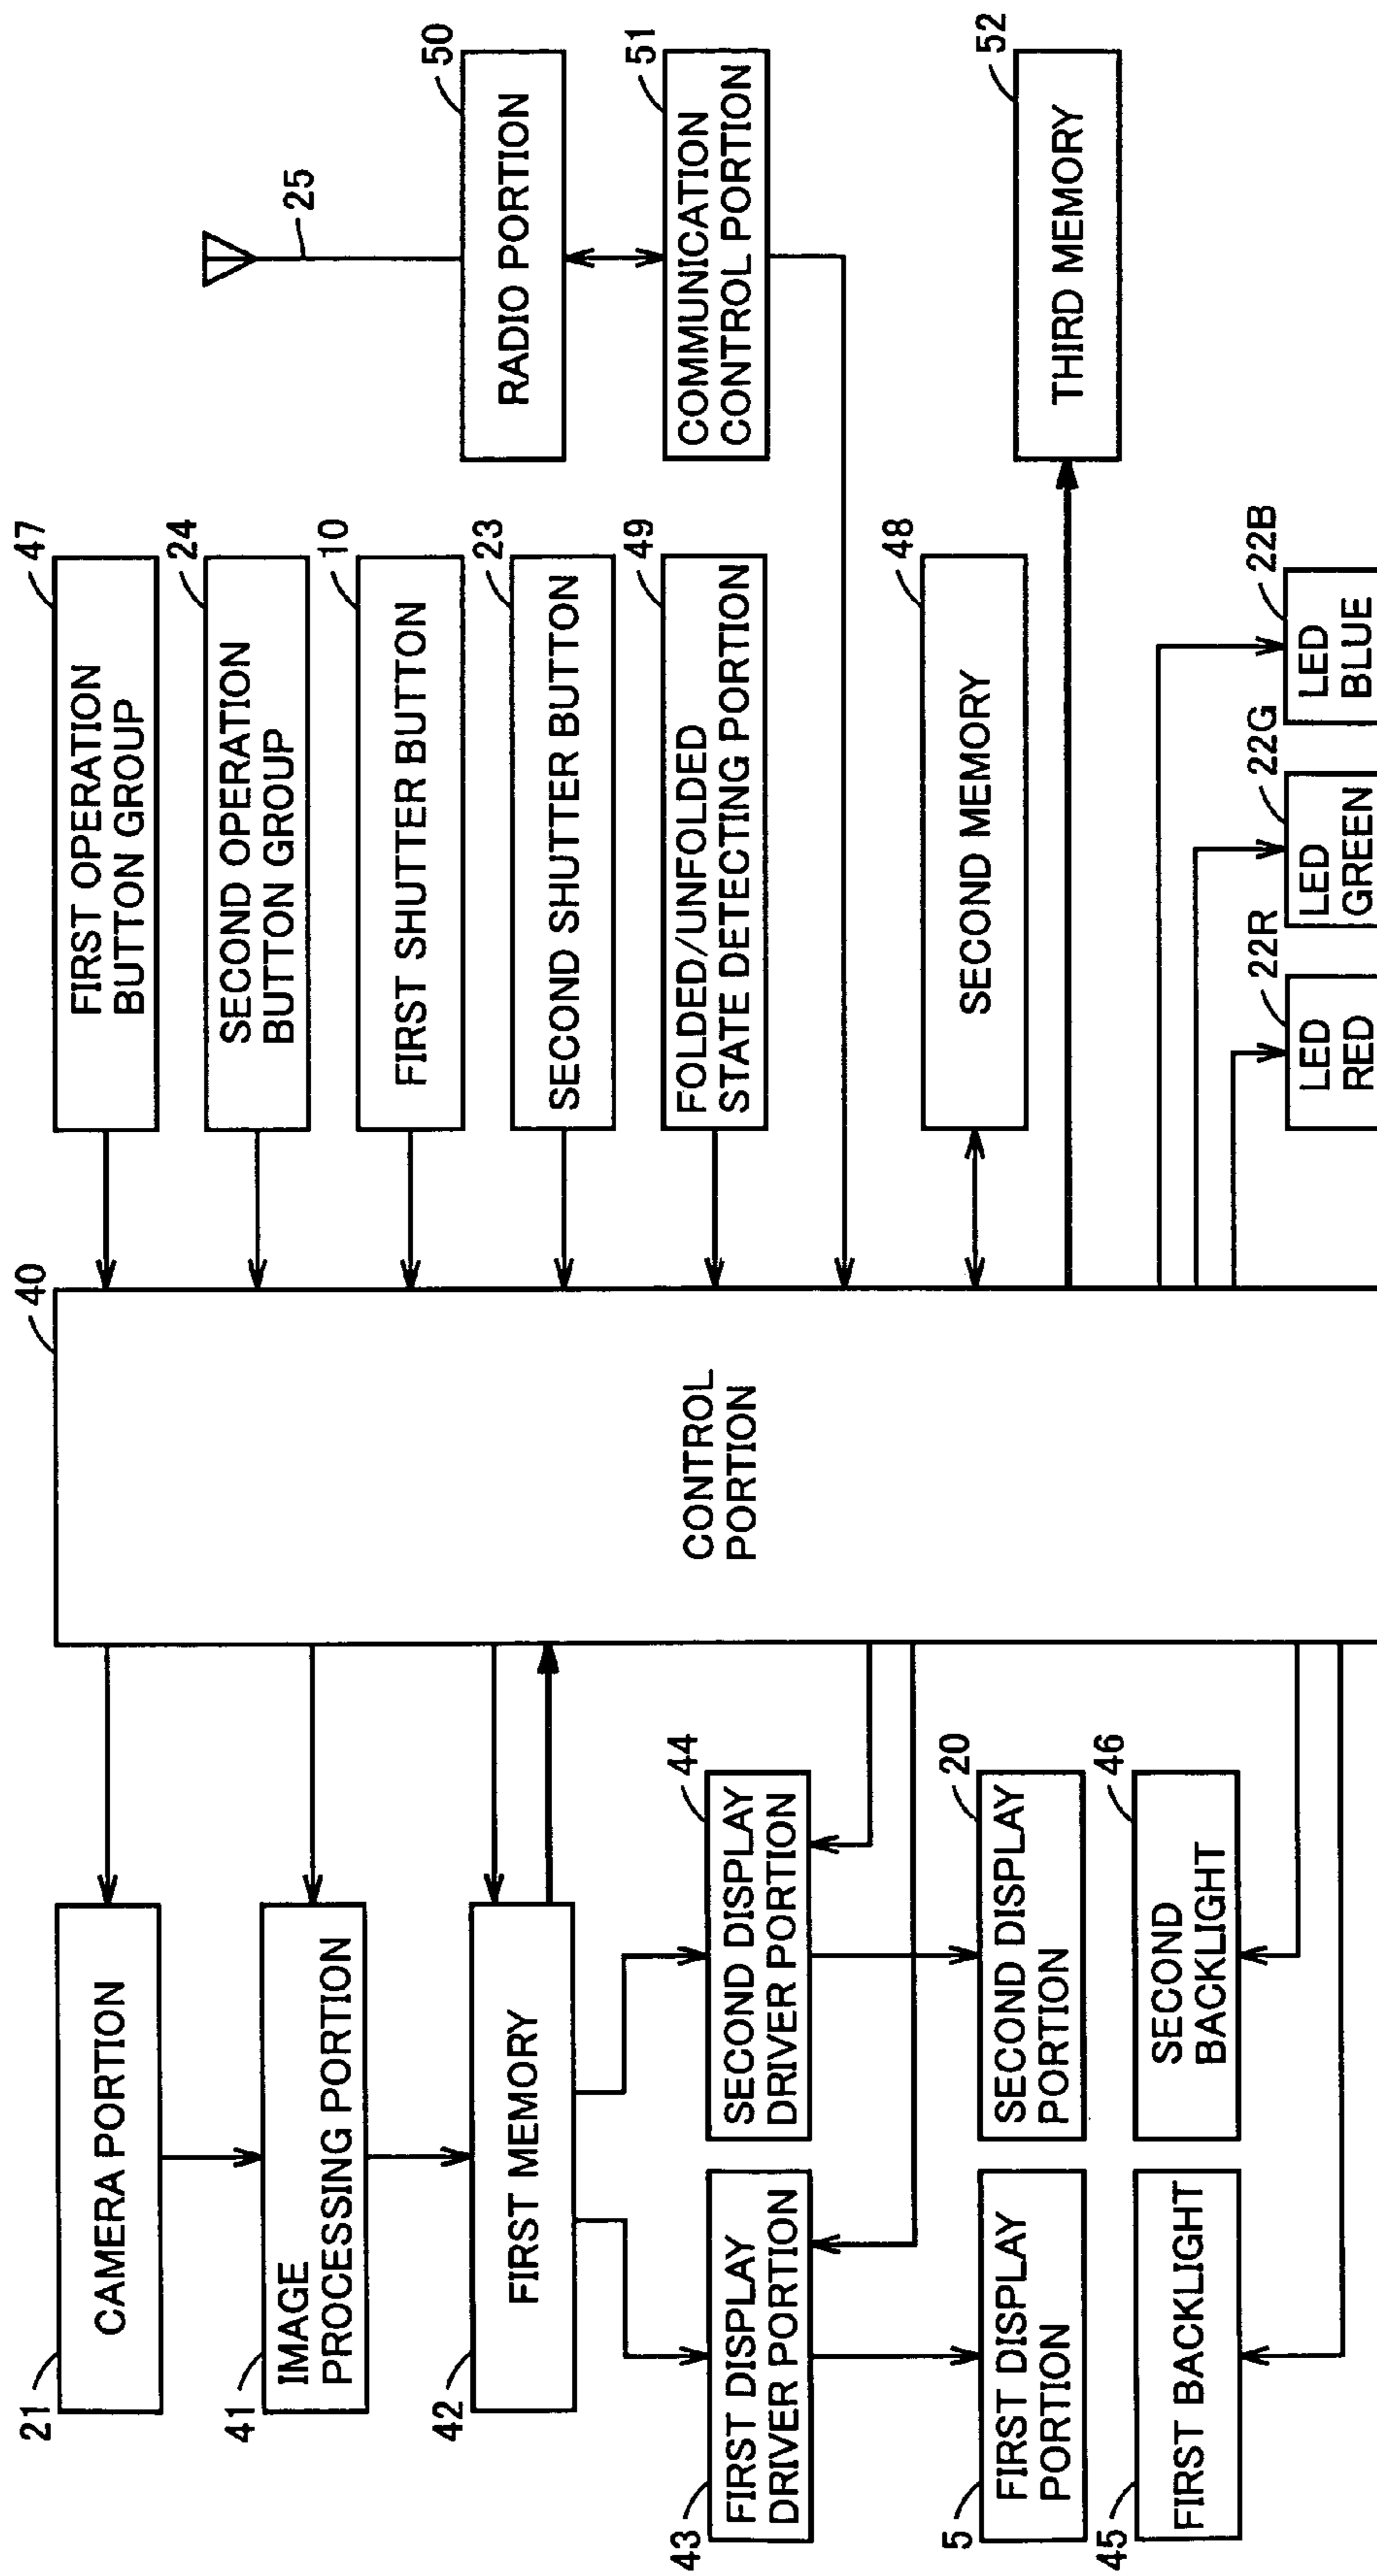 21
CAMERA PORTION
41
IMAGE
PROCESSING PORTION
42
FIRST MEMORY
43
FIRST DISPLAY
DRIVER PORTION
44
SECOND DISPLAY
DRIVER PORTION
5
FIRST DISPLAY
PORTION
20
SECOND DISPLAY
PORTION
45
FIRST BACKLIGHT
46
SECOND
BACKLIGHT
40
CONTROL
PORTION
47
FIRST OPERATION
BUTTON GROUP
24
SECOND OPERATION
BUTTON GROUP
10
FIRST SHUTTER BUTTON
23
SECOND SHUTTER BUTTON
49
FOLDED/UNFOLDED
STATE DETECTING PORTION
25
50
RADIO PORTION
51
COMMUNICATION
CONTROL PORTION
48
SECOND MEMORY
52
THIRD MEMORY
22R
LED
RED
22G
LED
GREEN
22B
LED
BLUE